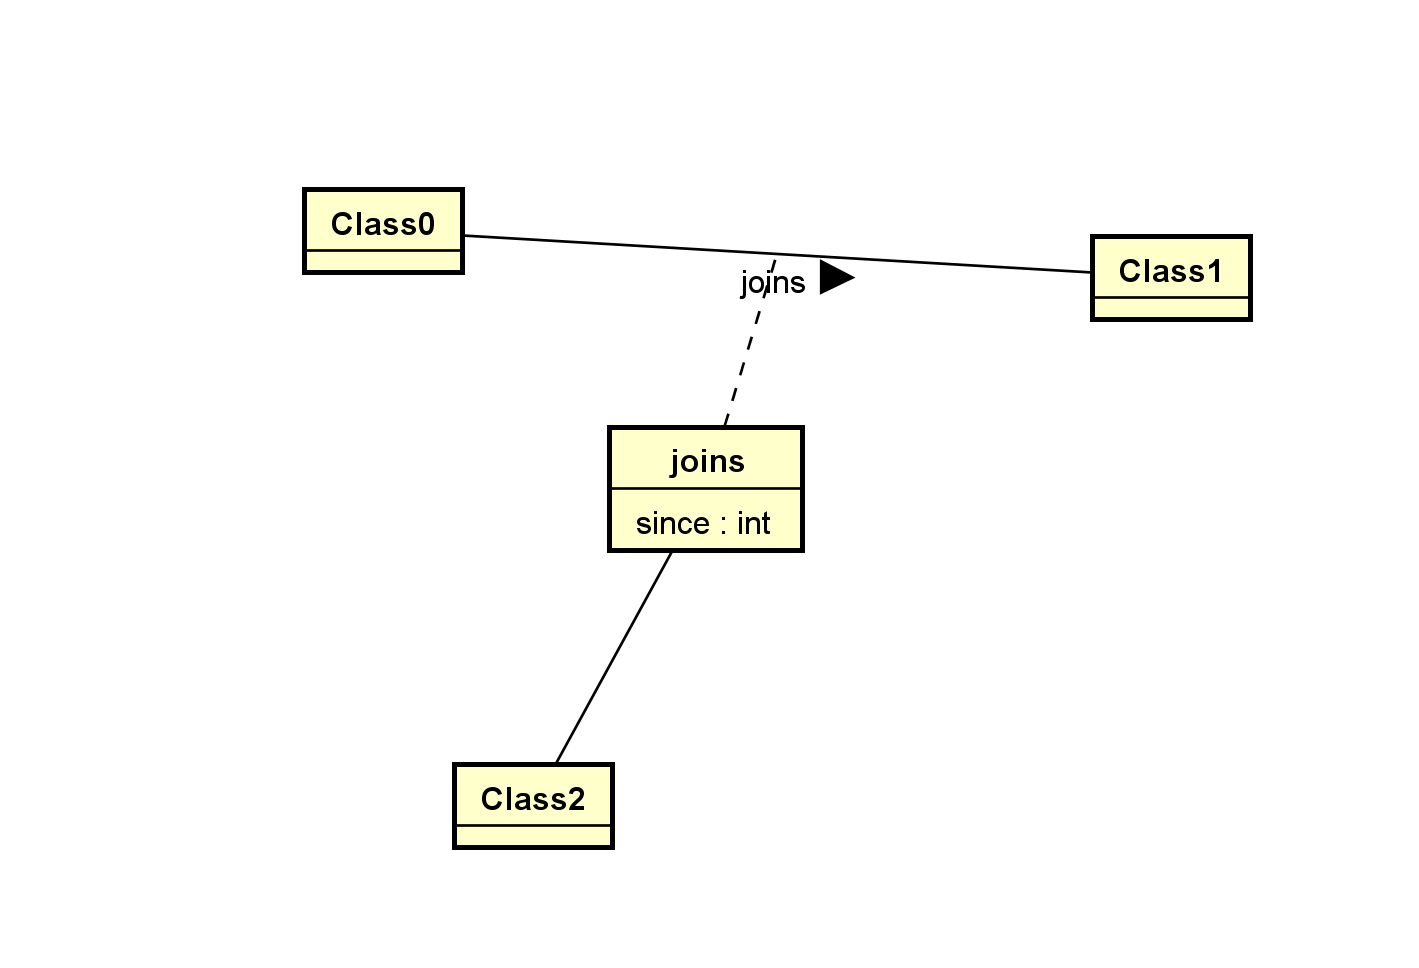 Class0
Class1
joins
joins
since : int
Class2